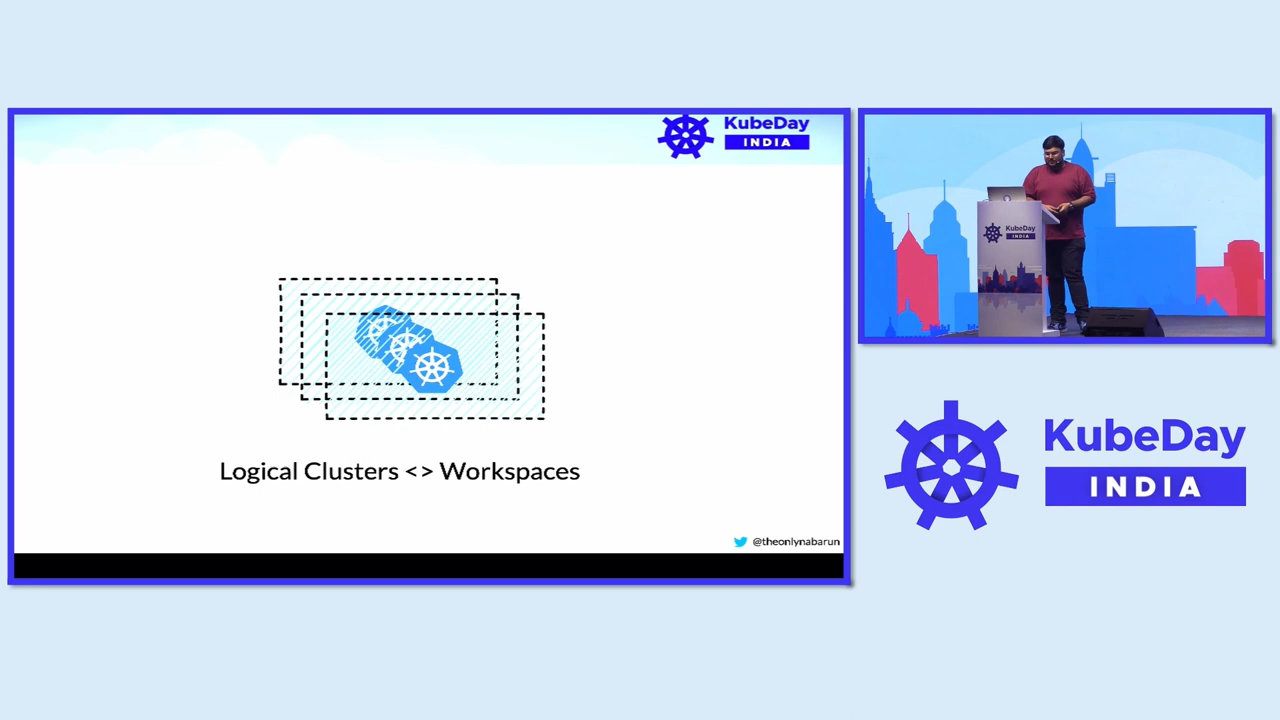 KubeDay
INDIA
Logical Clusters <> Workspaces
@theonlynabarun
KubeDay
INDIA
KubeDay
INDIA